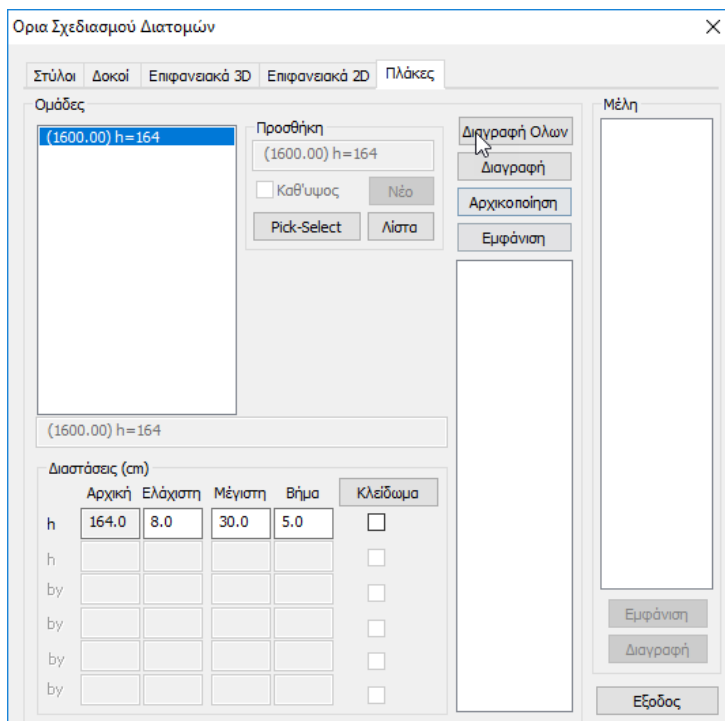 Ορια Σχεδιασμού Διατομών
Στύλοι Δοκοί Επιφανειακά 3D Επιφανειακά 2D Πλάκες
Ομάδες
(1600.00) h=164
Προσθήκη
(1600.00) h=164
Καθ'υψος Νέο
Pick-Select Λίστα
Διαγραφή Ολων
Διαγραφή
Αρχικοποίηση
Εμφάνιση
Μέλη
(1600.00) h=164
Διαστάσεις (cm)
Αρχική Ελάχιστη Μέγιστη Βήμα Κλείδωμα
h 164.0 8.0 30.0 5.0
h
by
by
by
by
Εμφάνιση
Διαγραφή
Εξοδος